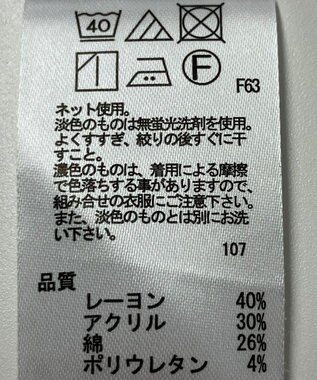 40
F
F63
ネット使用。
淡色のものは無蛍光洗剤を使用。
よくすすぎ、絞りの後すぐに干
すこと。
濃色のものは、着用による摩擦
で色落ちする事がありますので、
組み合せの衣服にご注意下さい。
また、淡色のものとは別にお洗
い下さい。
107
品質
レーヨン 40%
アクリル 30%
綿 26%
ポリウレタン 4%